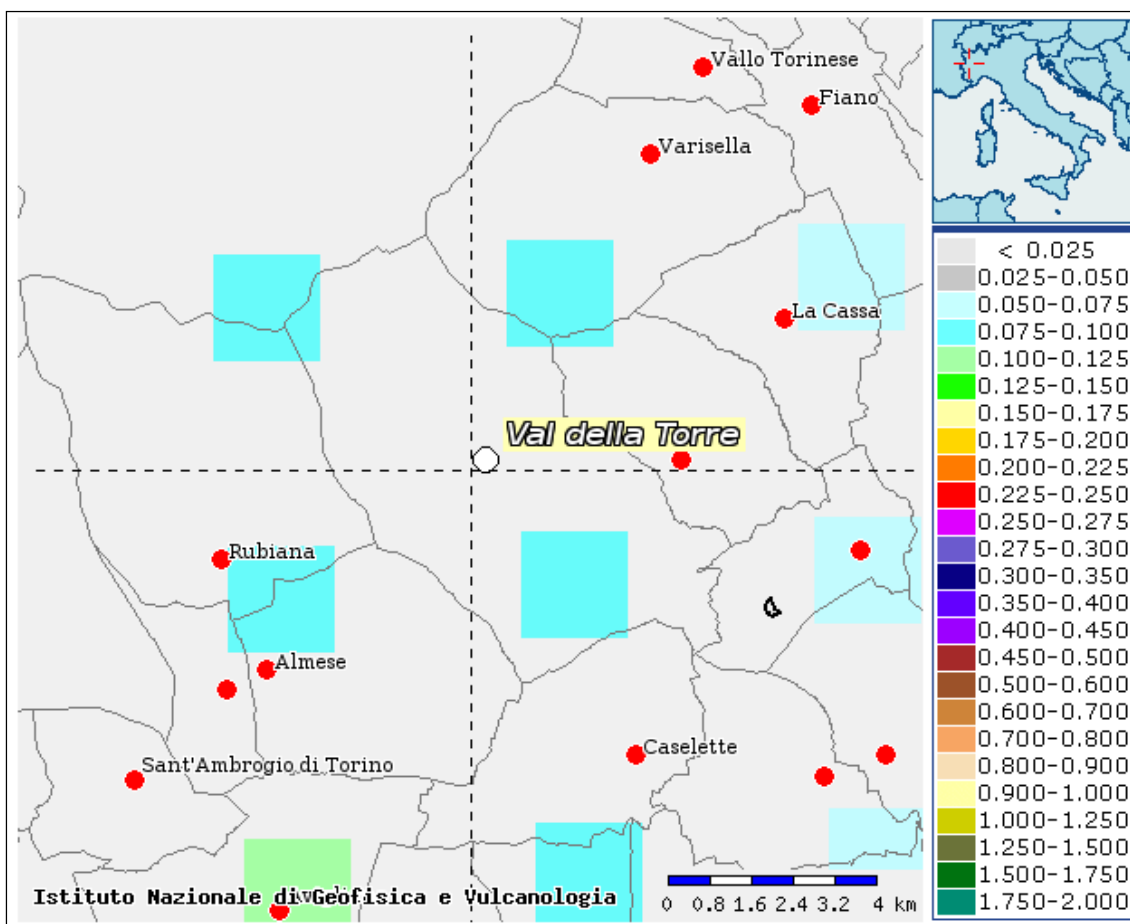 Vallo Torinese
Fiano
Varisella
La Cassa
Val della Torre
Rubiana
Almese
Caselette
Sant'Ambrogio di Torino
Istituto Nazionale di Geofisica e Vulcanologia
0 0.8 1.6 2.4 3.2 4 km
< 0.025
0.025-0.050
0.050-0.075
0.075-0.100
0.100-0.125
0.125-0.150
0.150-0.175
0.175-0.200
0.200-0.225
0.225-0.250
0.250-0.275
0.275-0.300
0.300-0.350
0.350-0.400
0.400-0.450
0.450-0.500
0.500-0.600
0.600-0.700
0.700-0.800
0.800-0.900
0.900-1.000
1.000-1.250
1.250-1.500
1.500-1.750
1.750-2.000